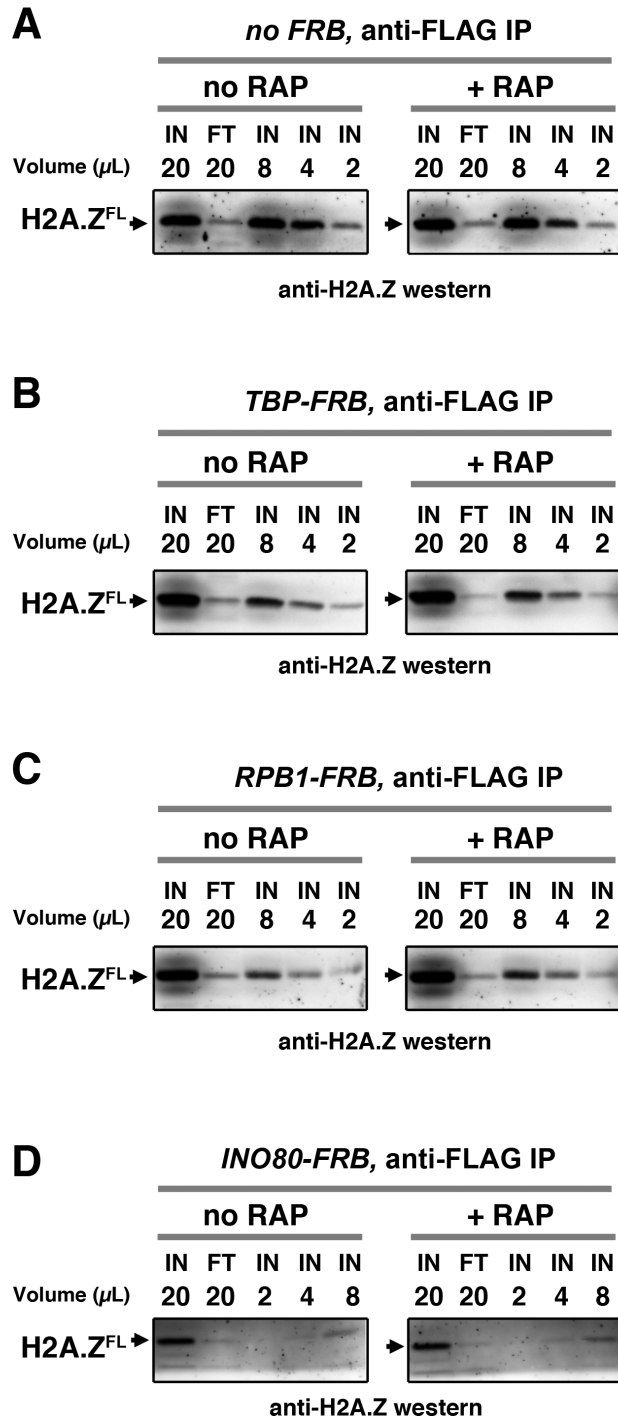 A
no FRB, anti-FLAG IP
no RAP + RAP
IN FT IN IN IN IN FT IN IN IN
Volume (µL) 20 20 8 4 2 20 20 8 4 2
H2A.ZFL
anti-H2A.Z western
B
TBP-FRB, anti-FLAG IP
no RAP + RAP
IN FT IN IN IN IN FT IN IN IN
Volume (µL) 20 20 8 4 2 20 20 8 4 2
H2A.ZFL
anti-H2A.Z western
C
RPB1-FRB, anti-FLAG IP
no RAP + RAP
IN FT IN IN IN IN FT IN IN IN
Volume (µL) 20 20 8 4 2 20 20 8 4 2
H2A.ZFL
anti-H2A.Z western
D
INO80-FRB, anti-FLAG IP
no RAP + RAP
IN FT IN IN IN IN FT IN IN IN
Volume (µL) 20 20 2 4 8 20 20 2 4 8
H2A.ZFL
anti-H2A.Z western